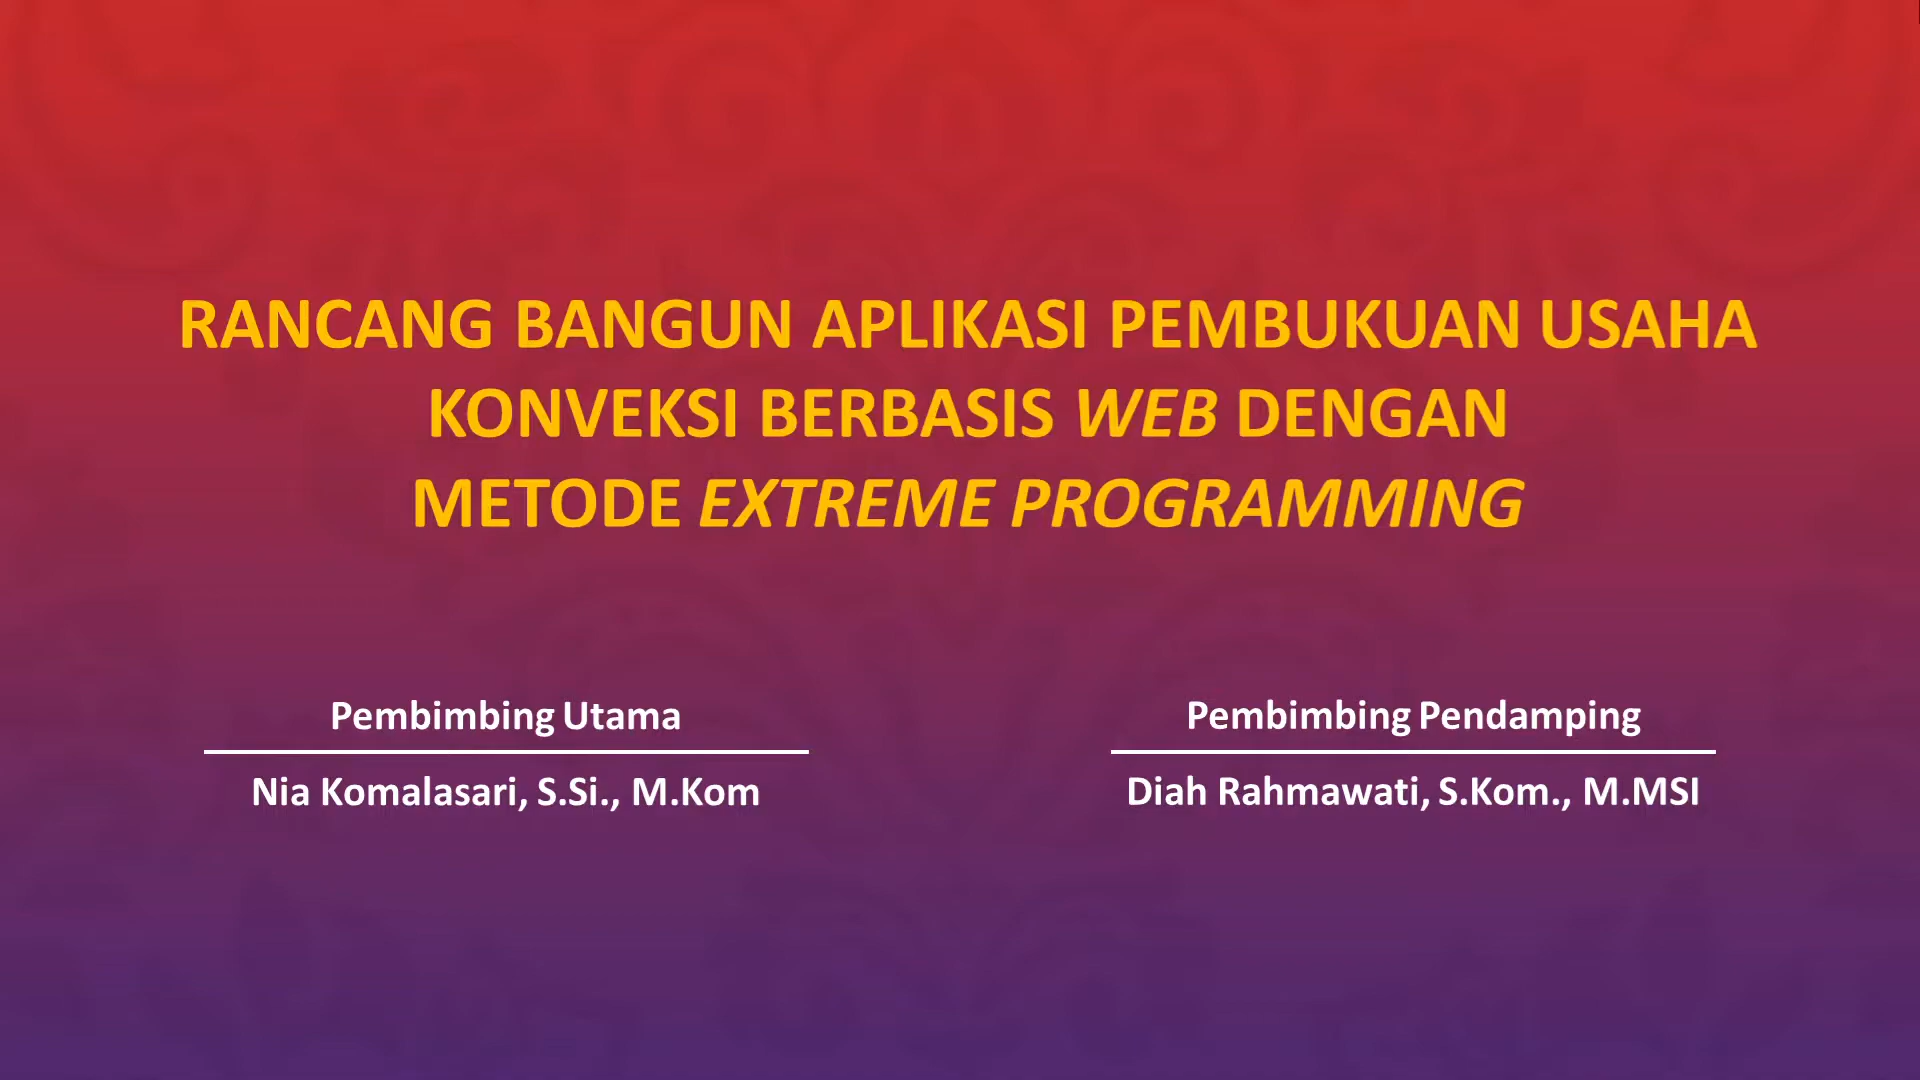 RANCANG BANGUN APLIKASI PEMBUKUAN USAHA
KONVEKSI BERBASIS WEB DENGAN
METODE EXTREME PROGRAMMING
Pembimbing Utama
Nia Komalasari, S.Si., M.Kom
Pembimbing Pendamping
Diah Rahmawati, S.Kom., M.MSI